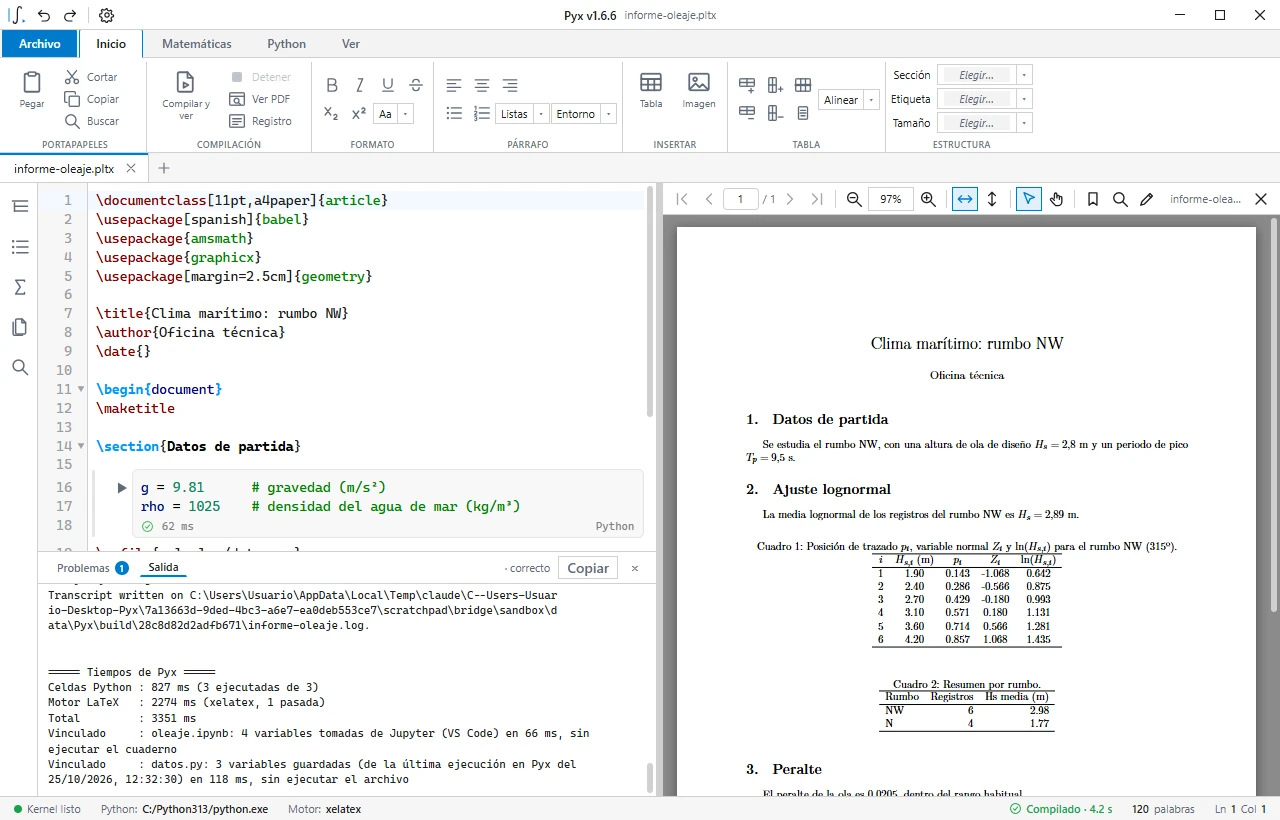 Pyx v1.6.6 informe-oleaje.pltx
Archivo Inicio Matemáticas Python Ver
Pegar
Cortar
Copiar
Buscar
PORTAPAPELES
Compilar y ver
Detener
Ver PDF
Registro
COMPILACIÓN
B I U S
X₂ X² Aa
FORMATO
Listas Entorno
PÁRRAFO
Tabla Imagen
INSERTAR
Alinear
TABLA
Sección Elegir...
Etiqueta Elegir...
Tamaño Elegir...
ESTRUCTURA
informe-oleaje.pltx
1 \documentclass[11pt,a4paper]{article}
2 \usepackage[spanish]{babel}
3 \usepackage{amsmath}
4 \usepackage{graphicx}
5 \usepackage[margin=2.5cm]{geometry}
6
7 \title{Clima marítimo: rumbo NW}
8 \author{Oficina técnica}
9 \date{}
10
11 \begin{document}
12 \maketitle
13
14 \section{Datos de partida}
15
16 g = 9.81 # gravedad (m/s²)
17 rho = 1025 # densidad del agua de mar (kg/m³)
18 62 ms Python
Problemas 1 Salida · correcto Copiar
Transcript written on C:\Users\Usuario\AppData\Local\Temp\claude\C--Users-Usuar
io-Desktop-Pyx\7a13663d-9ded-4bc3-a6e7-ea0deb553ce7\scratchpad\bridge\sandbox\d
ata\Pyx\build\28c8d82d2adfb671\informe-oleaje.log.
===== Tiempos de Pyx =====
Celdas Python : 827 ms (3 ejecutadas de 3)
Motor LaTeX : 2274 ms (xelatex, 1 pasada)
Total : 3351 ms
Vinculado : oleaje.ipynb: 4 variables tomadas de Jupyter (VS Code) en 66 ms, sin
ejecutar el cuaderno
Vinculado : datos.py: 3 variables guardadas (de la última ejecución en Pyx del
25/10/2026, 12:32:30) en 118 ms, sin ejecutar el archivo
1 / 1 97% informe-olea...
Clima marítimo: rumbo NW
Oficina técnica
1. Datos de partida
Se estudia el rumbo NW, con una altura de ola de diseño Hs = 2,8 m y un periodo de pico
Tp = 9,5 s.
2. Ajuste lognormal
La media lognormal de los registros del rumbo NW es Hs = 2,89 m.
Cuadro 1: Posición de trazado pi, variable normal Zi y ln(Hs,i) para el rumbo NW (315º).
i Hs,i (m) pi Zi ln(Hs,i)
1 1.90 0.143 -1.068 0.642
2 2.40 0.286 -0.566 0.875
3 2.70 0.429 -0.180 0.993
4 3.10 0.571 0.180 1.131
5 3.60 0.714 0.566 1.281
6 4.20 0.857 1.068 1.435
Cuadro 2: Resumen por rumbo.
Rumbo Registros Hs media (m)
NW 6 2.98
N 4 1.77
3. Peralte
El peralte de la ola es 0,0205, dentro del rango habitual.
Kernel listo Python: C:/Python313/python.exe Motor: xelatex Compilado · 4.2 s 120 palabras Ln 1 Col 1